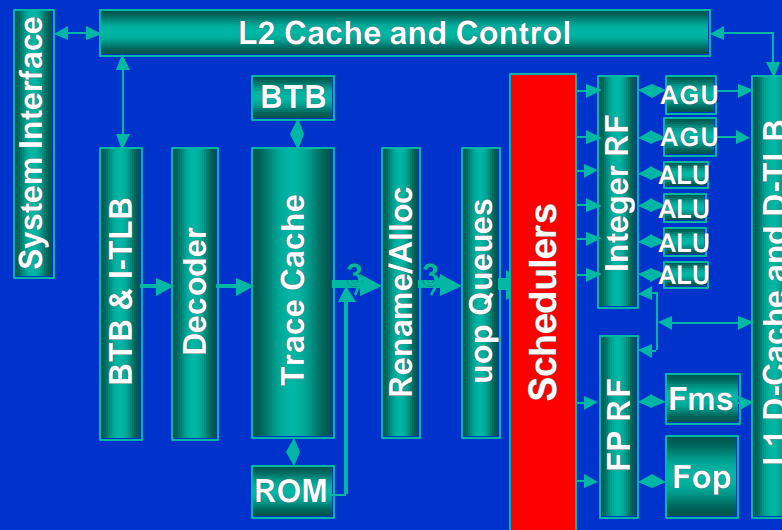 L2 Cache and Control
System Interface
BTB & I-TLB
Decoder
BTB
Trace Cache
ROM
3
Rename/Alloc
3
uop Queues
Schedulers
Integer RF
FP RF
AGU
AGU
ALU
ALU
ALU
ALU
Fms
Fop
L1 D-Cache and D-TLB